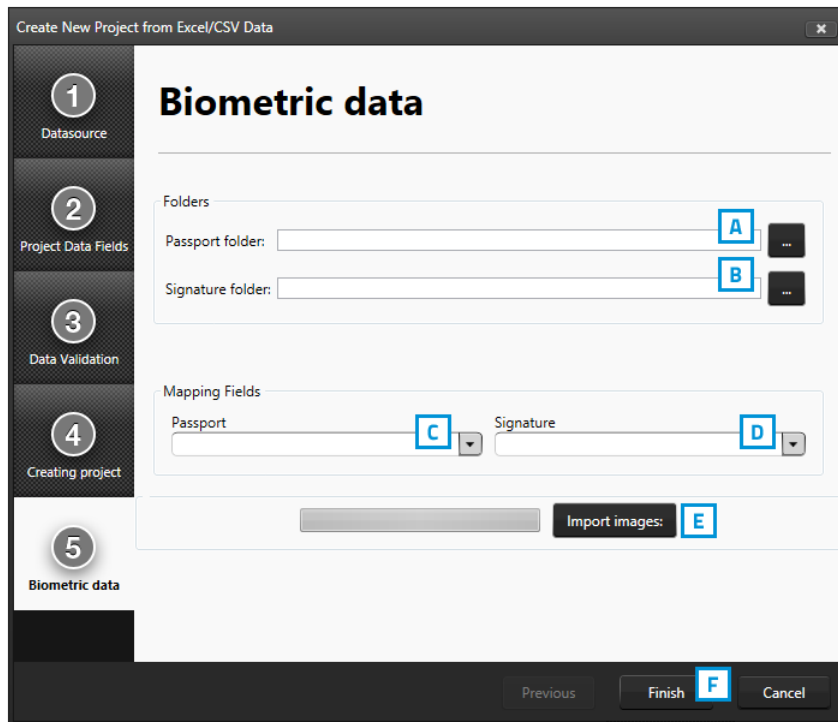 Create New Project from Excel/CSV Data
1
Datasource
2
Project Data Fields
3
Data Validation
4
Creating project
5
Biometric data
Biometric data
Folders
Passport folder: A ...
Signature folder: B ...
Mapping Fields
Passport Signature
C D
Import images: E
Previous Finish F Cancel